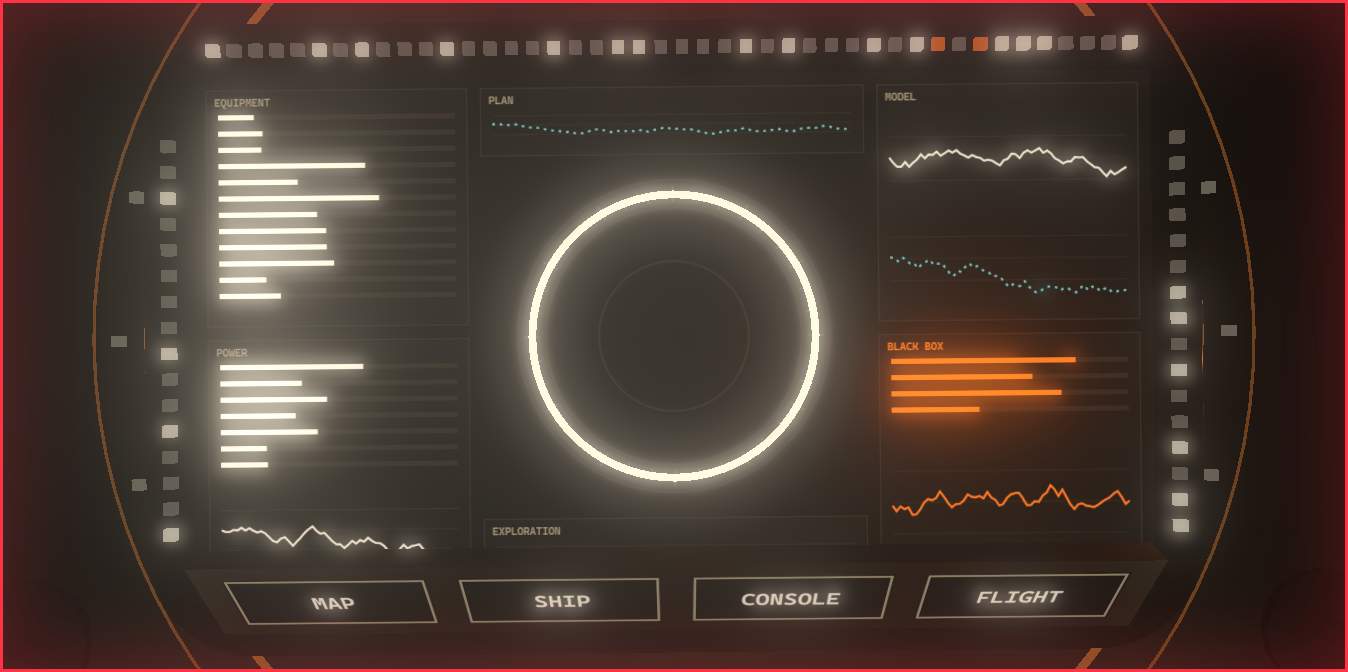 EQUIPMENT
PLAN
MODEL
POWER
BLACK BOX
EXPLORATION
MAP
SHIP
CONSOLE
FLIGHT